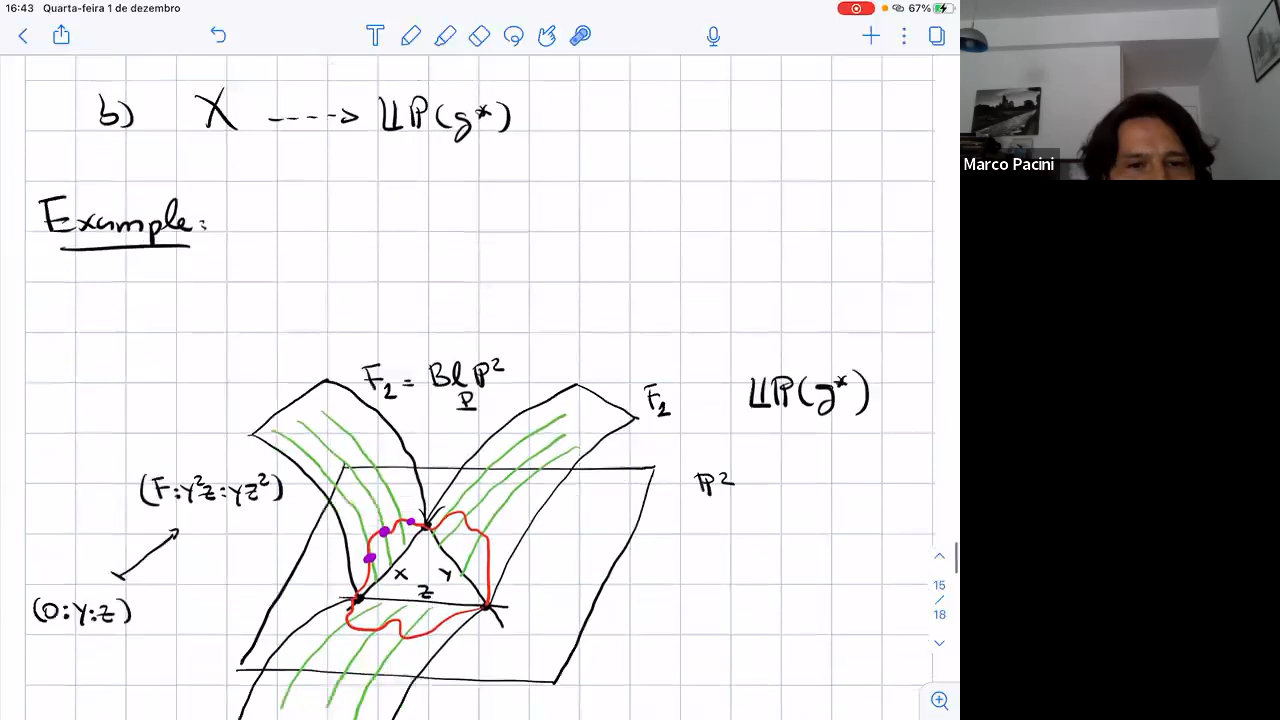 16:43 Quarta-feira 1 de dezembro
67%
b) X ----> ⊔P(g*)
Example:
F₂ = Bl_P ℙ²
F₂
⊔P(g*)
(F:y²z:yz²)
ℙ²
X
Y
Z
(0:y:z)
15
/
18
Marco Pacini